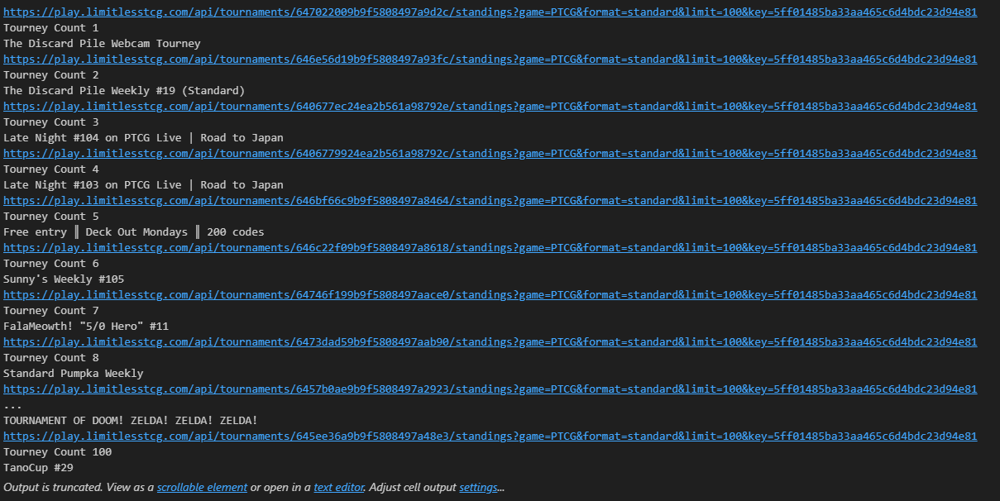 https://play.limitlesstcg.com/api/tournaments/647022009b9f5808497a9d2c/standings?game=PTCG&format=standard&limit=100&key=5ff01485ba33aa465c6d4bdc23d94e81
Tourney Count 1
The Discard Pile Webcam Tourney
https://play.limitlesstcg.com/api/tournaments/646e56d19b9f5808497a93fc/standings?game=PTCG&format=standard&limit=100&key=5ff01485ba33aa465c6d4bdc23d94e81
Tourney Count 2
The Discard Pile Weekly #19 (Standard)
https://play.limitlesstcg.com/api/tournaments/640677ec24ea2b561a98792e/standings?game=PTCG&format=standard&limit=100&key=5ff01485ba33aa465c6d4bdc23d94e81
Tourney Count 3
Late Night #104 on PTCG Live | Road to Japan
https://play.limitlesstcg.com/api/tournaments/6406779924ea2b561a98792c/standings?game=PTCG&format=standard&limit=100&key=5ff01485ba33aa465c6d4bdc23d94e81
Tourney Count 4
Late Night #103 on PTCG Live | Road to Japan
https://play.limitlesstcg.com/api/tournaments/646bf66c9b9f5808497a8464/standings?game=PTCG&format=standard&limit=100&key=5ff01485ba33aa465c6d4bdc23d94e81
Tourney Count 5
Free entry ║ Deck Out Mondays ║ 200 codes
https://play.limitlesstcg.com/api/tournaments/646c22f09b9f5808497a8618/standings?game=PTCG&format=standard&limit=100&key=5ff01485ba33aa465c6d4bdc23d94e81
Tourney Count 6
Sunny's Weekly #105
https://play.limitlesstcg.com/api/tournaments/64746f199b9f5808497aace0/standings?game=PTCG&format=standard&limit=100&key=5ff01485ba33aa465c6d4bdc23d94e81
Tourney Count 7
FalaMeowth! "5/0 Hero" #11
https://play.limitlesstcg.com/api/tournaments/6473dad59b9f5808497aab90/standings?game=PTCG&format=standard&limit=100&key=5ff01485ba33aa465c6d4bdc23d94e81
Tourney Count 8
Standard Pumpka Weekly
https://play.limitlesstcg.com/api/tournaments/6457b0ae9b9f5808497a2923/standings?game=PTCG&format=standard&limit=100&key=5ff01485ba33aa465c6d4bdc23d94e81
...
TOURNAMENT OF DOOM! ZELDA! ZELDA! ZELDA!
https://play.limitlesstcg.com/api/tournaments/645ee36a9b9f5808497a48e3/standings?game=PTCG&format=standard&limit=100&key=5ff01485ba33aa465c6d4bdc23d94e81
Tourney Count 100
TanoCup #29
Output is truncated. View as a scrollable element or open in a text editor. Adjust cell output settings...